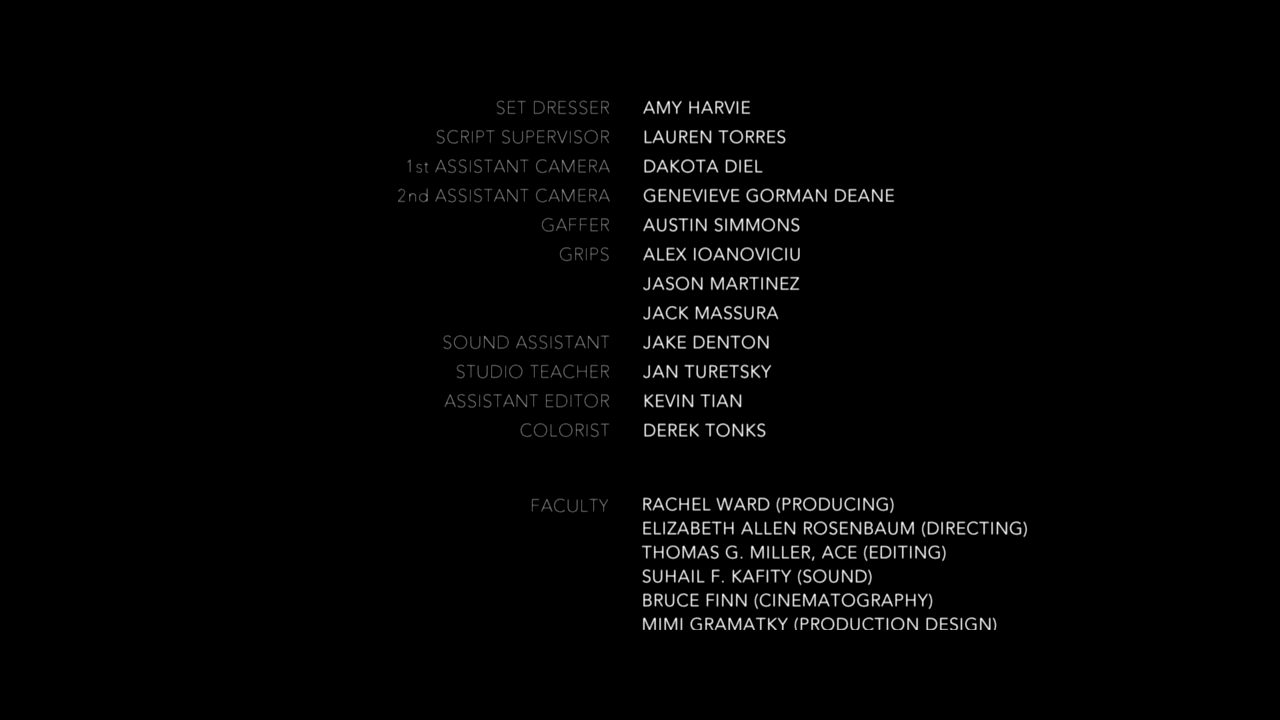 SET DRESSER AMY HARVIE
SCRIPT SUPERVISOR LAUREN TORRES
1st ASSISTANT CAMERA DAKOTA DIEL
2nd ASSISTANT CAMERA GENEVIEVE GORMAN DEANE
GAFFER AUSTIN SIMMONS
GRIPS ALEX IOANOVICIU
JASON MARTINEZ
JACK MASSURA
SOUND ASSISTANT JAKE DENTON
STUDIO TEACHER JAN TURETSKY
ASSISTANT EDITOR KEVIN TIAN
COLORIST DEREK TONKS
FACULTY RACHEL WARD (PRODUCING)
ELIZABETH ALLEN ROSENBAUM (DIRECTING)
THOMAS G. MILLER, ACE (EDITING)
SUHAIL F. KAFITY (SOUND)
BRUCE FINN (CINEMATOGRAPHY)
MIMI GRAMATKY (PRODUCTION DESIGN)